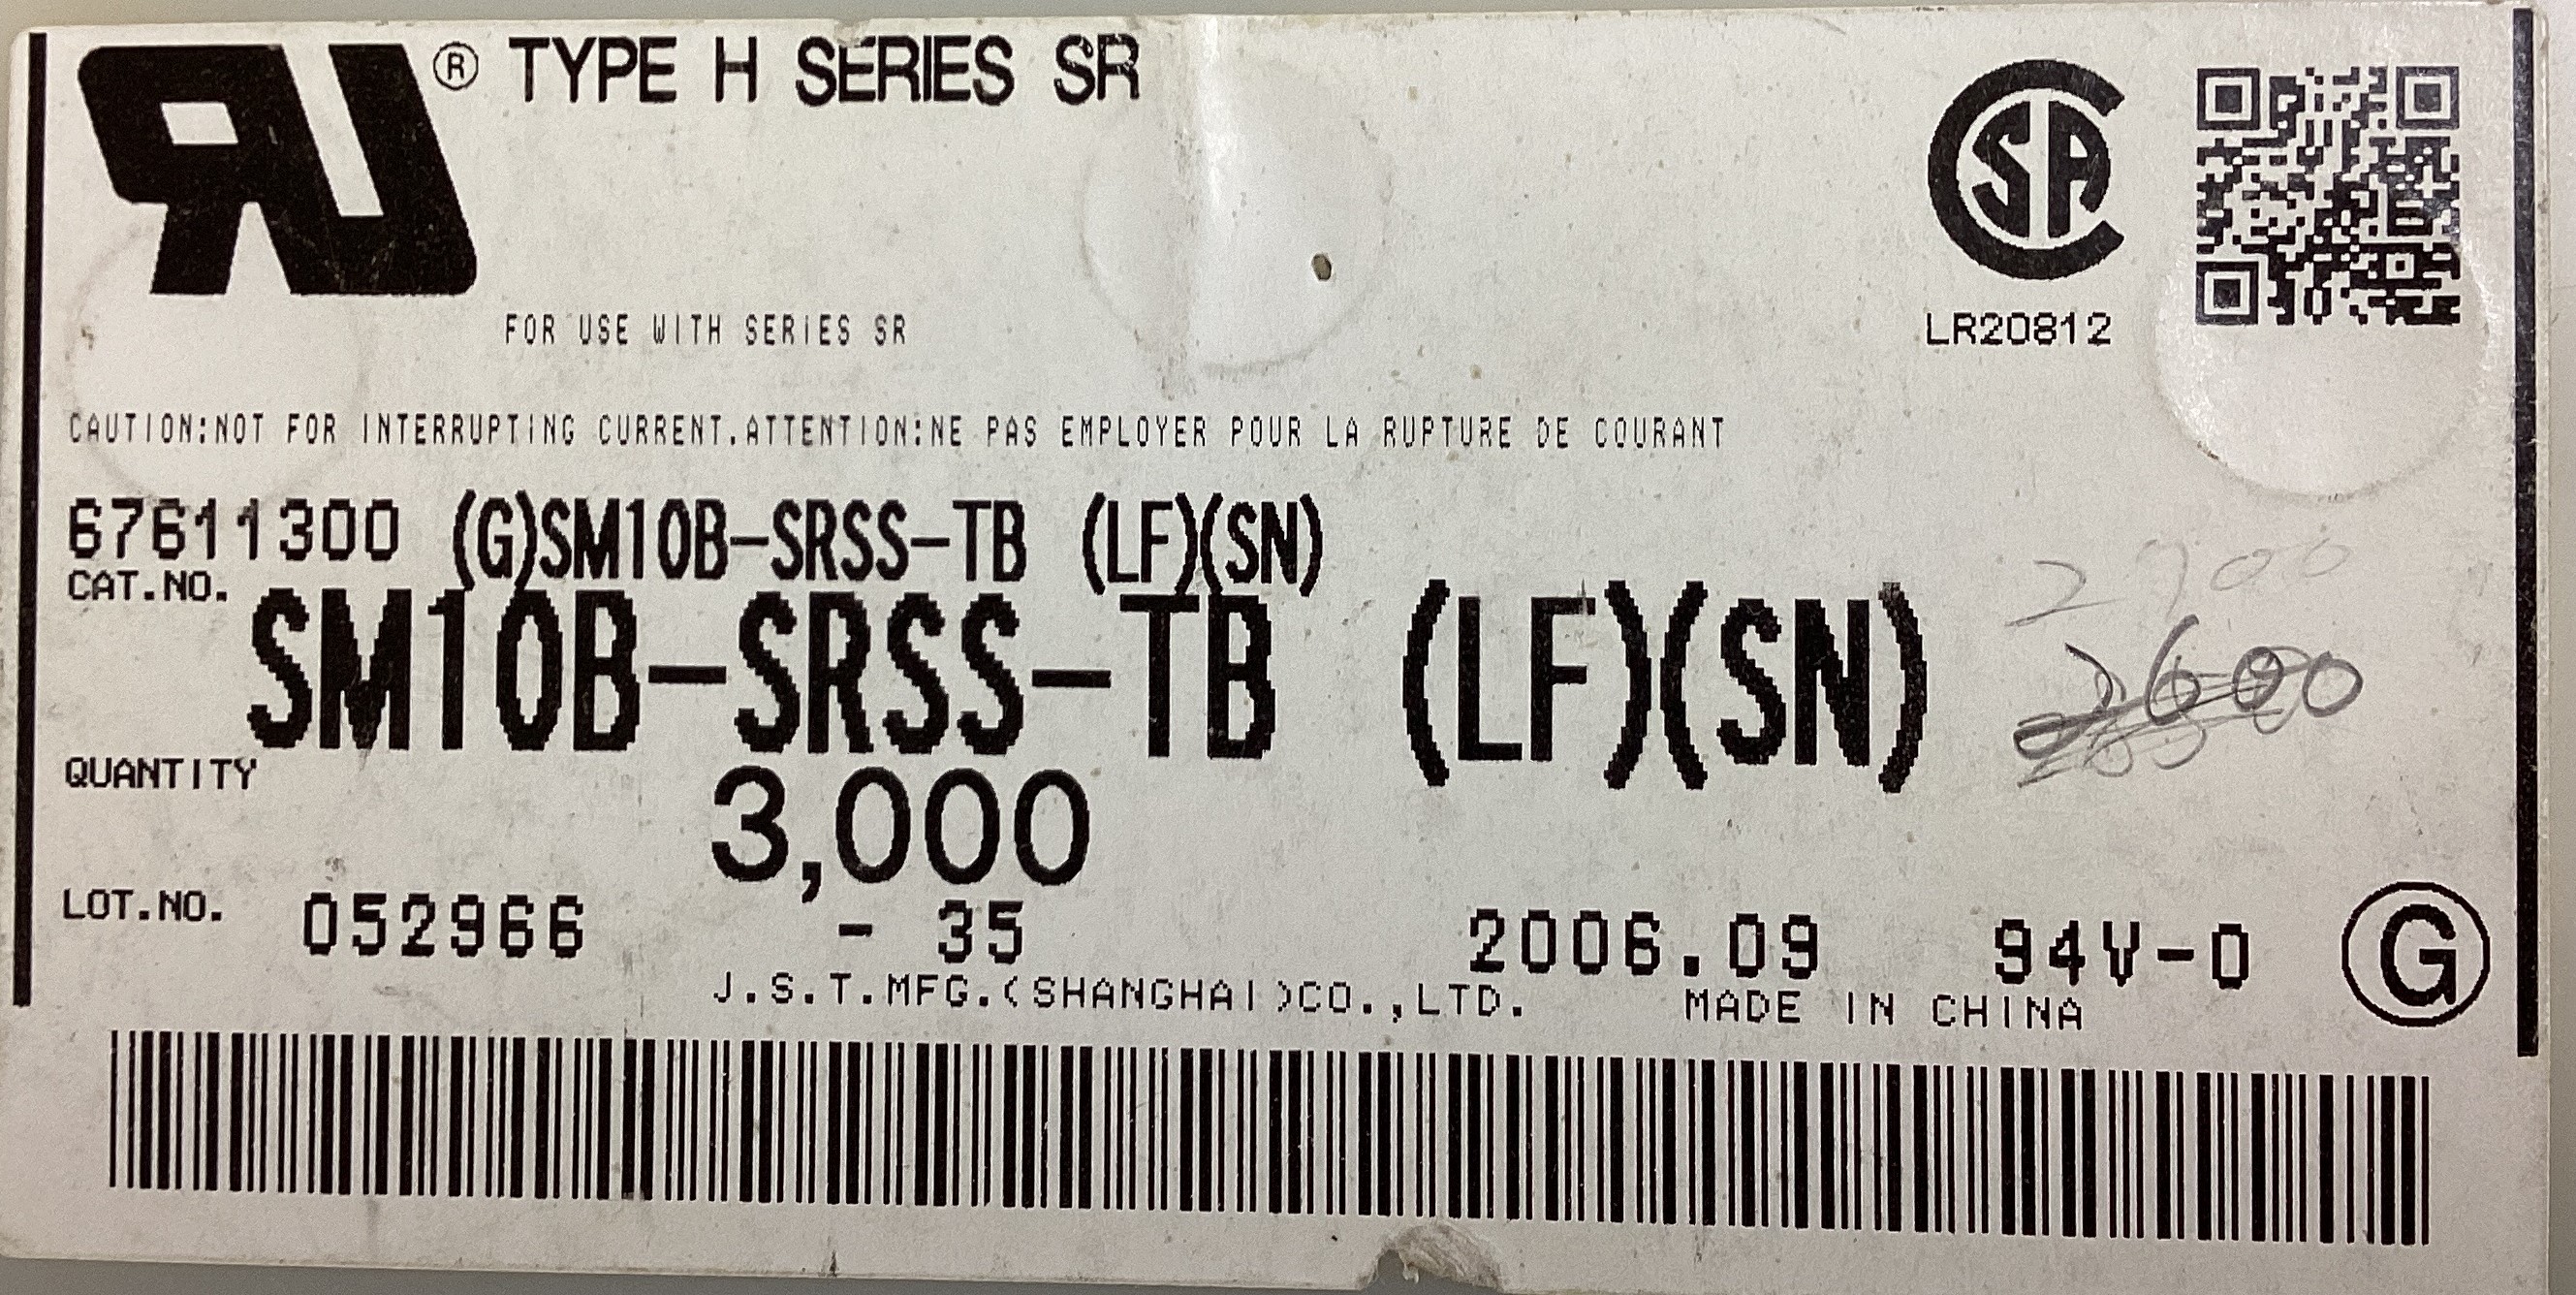 ® TYPE H SERIES SR
FOR USE WITH SERIES SR
LR20812
CAUTION:NOT FOR INTERRUPTING CURRENT.ATTENTION:NE PAS EMPLOYER POUR LA RUPTURE DE COURANT
67611300 (G)SM10B-SRSS-TB (LF)(SN)
CAT.NO.
SM10B-SRSS-TB (LF)(SN)
2900
2600
QUANTITY
3,000
LOT.NO. 052966 - 35 2006.09 94V-0 G
J.S.T.MFG.(SHANGHAI)CO.,LTD. MADE IN CHINA